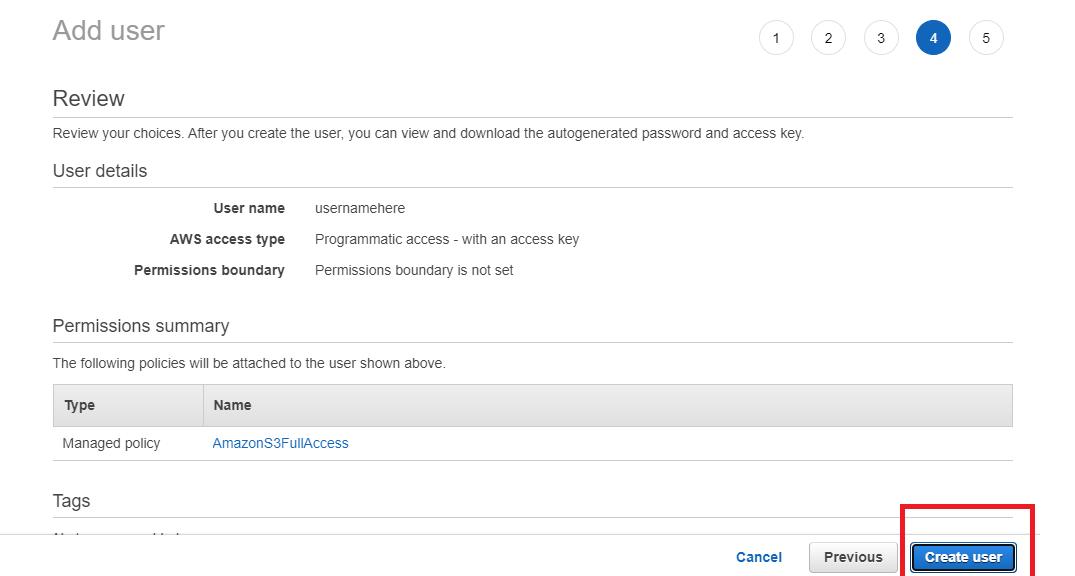 Add user
1 2 3 4 5
Review
Review your choices. After you create the user, you can view and download the autogenerated password and access key.
User details
User name usernamehere
AWS access type Programmatic access - with an access key
Permissions boundary Permissions boundary is not set
Permissions summary
The following policies will be attached to the user shown above.
Type Name
Managed policy AmazonS3FullAccess
Tags
Cancel Previous Create user